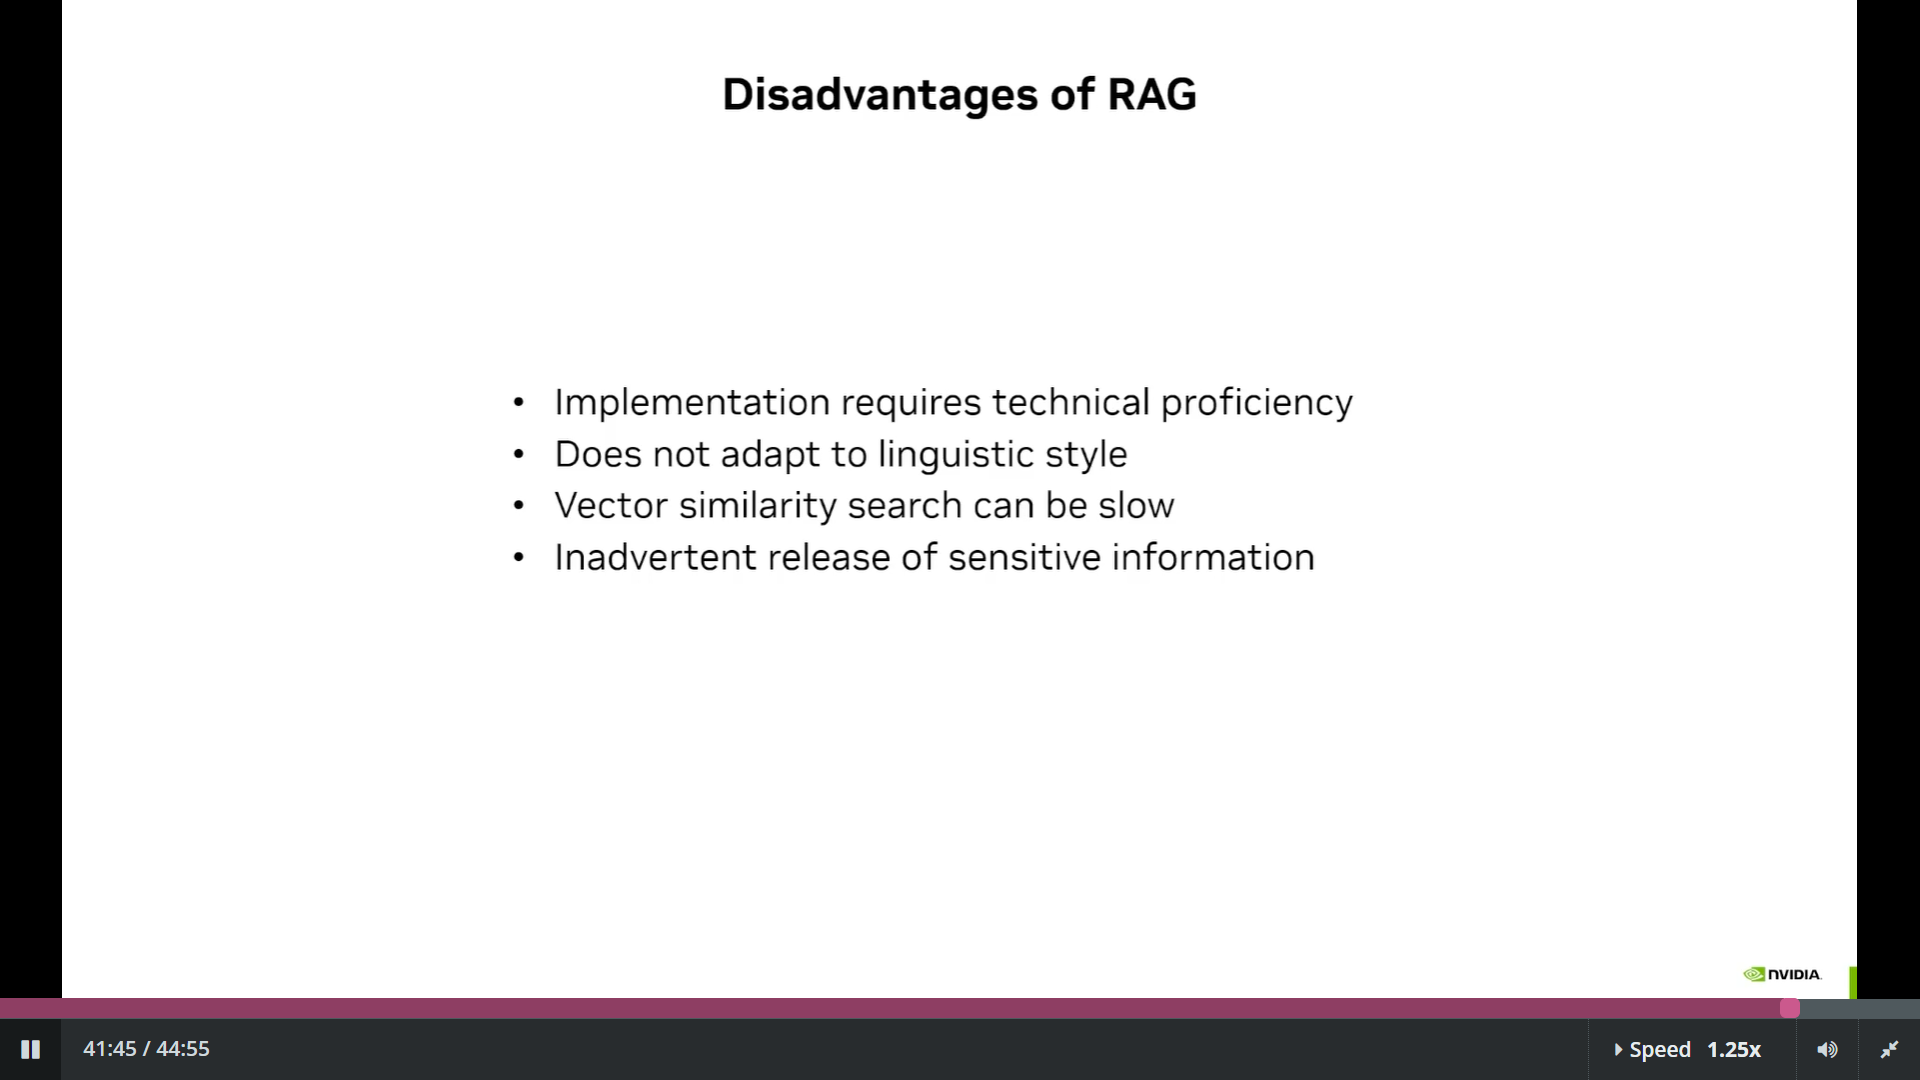 Disadvantages of RAG
• Implementation requires technical proficiency
• Does not adapt to linguistic style
• Vector similarity search can be slow
• Inadvertent release of sensitive information
NVIDIA.
41:45 / 44:55
Speed 1.25x